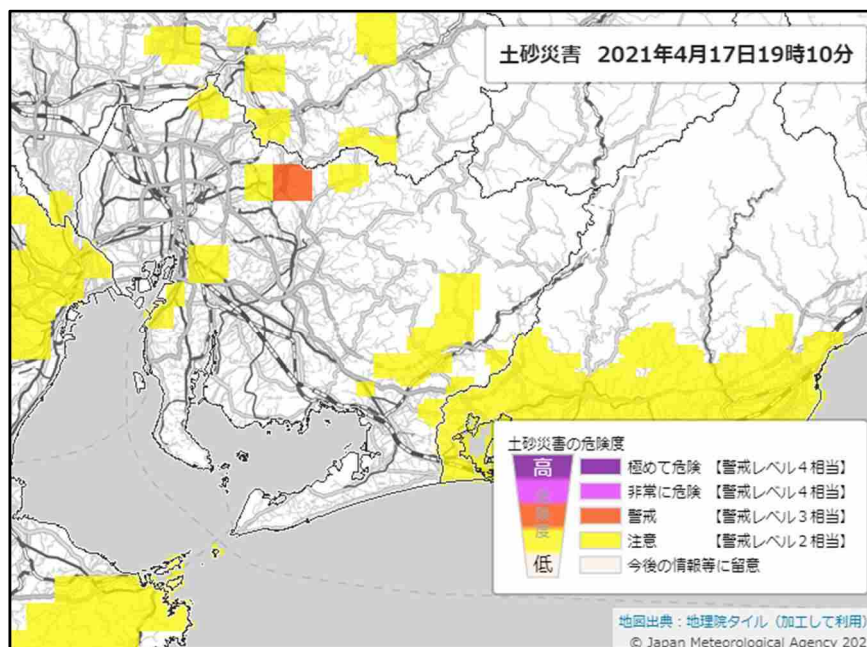 土砂災害 2021年4月17日19時10分
土砂災害の危険度
高
危
険
度
低
極めて危険 【警戒レベル４相当】
非常に危険 【警戒レベル４相当】
警戒 【警戒レベル３相当】
注意 【警戒レベル２相当】
今後の情報等に留意
地図出典：地理院タイル（加工して利用）
© Japan Meteorological Agency 202